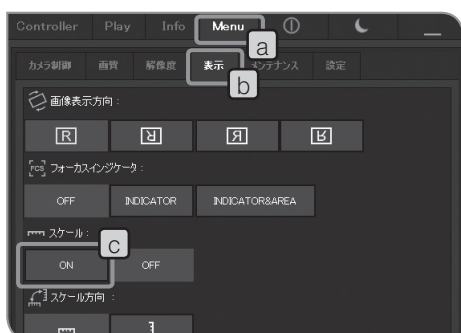 Controller Play Info Menu
a
カメラ制御 画質 解像度 表示 メンテナンス 設定
b
画像表示方向:
R R R R
FCS フォーカスインジケータ:
OFF INDICATOR INDICATOR&AREA
スケール:
c
ON OFF
スケール方向: